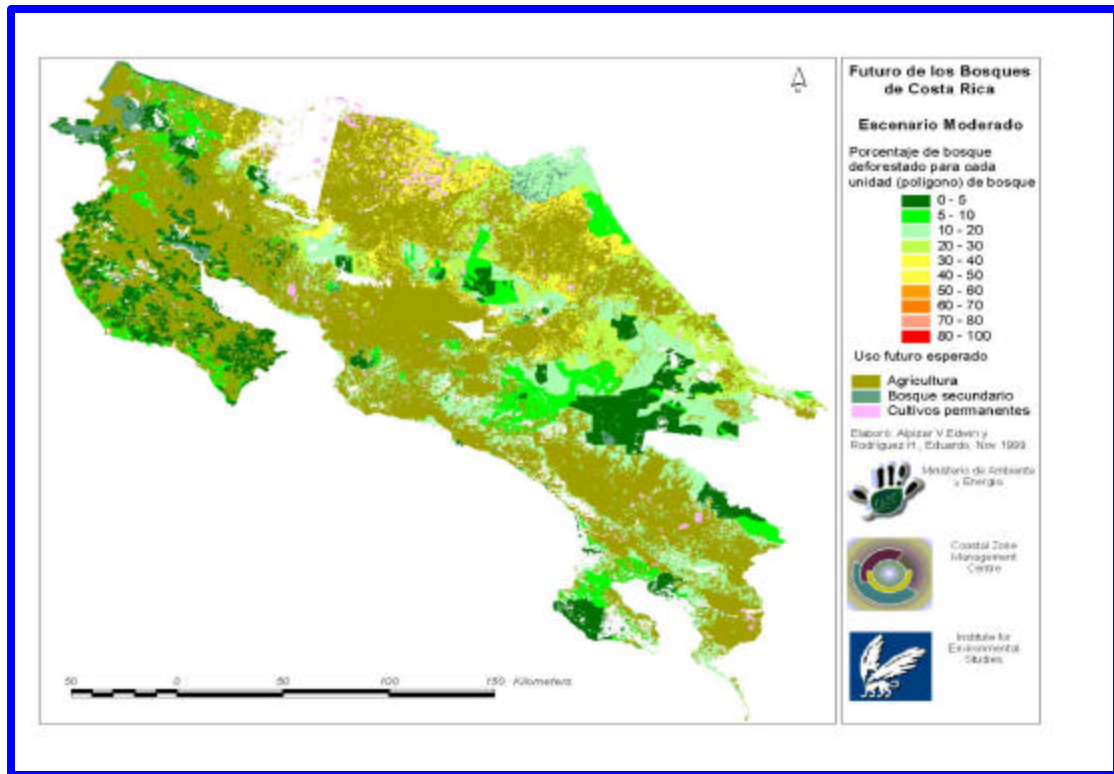 Futuro de los Bosques
de Costa Rica
Escenario Moderado
Porcentaje de bosque
deforestado para cada
unidad (polígono) de bosque
0 - 5
5 - 10
10 - 20
20 - 30
30 - 40
40 - 50
50 - 60
60 - 70
70 - 80
80 - 100
Uso futuro esperado
Agricultura
Bosque secundario
Cultivos permanentes
Elaboró: Alpízar V.Edwin y
Rodríguez H., Eduardo, Nov 1999.
Ministerio de Ambiente
y Energía
Coastal Zone
Management
Centre
Institute for
Environmental
Studies
50 0 50 100 150 Kilometers